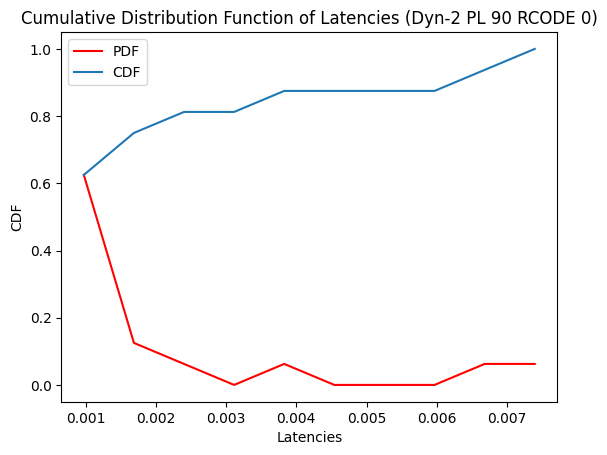 Cumulative Distribution Function of Latencies (Dyn-2 PL 90 RCODE 0)
PDF
CDF
1.0
0.8
0.6
0.4
0.2
0.0
CDF
0.001 0.002 0.003 0.004 0.005 0.006 0.007
Latencies